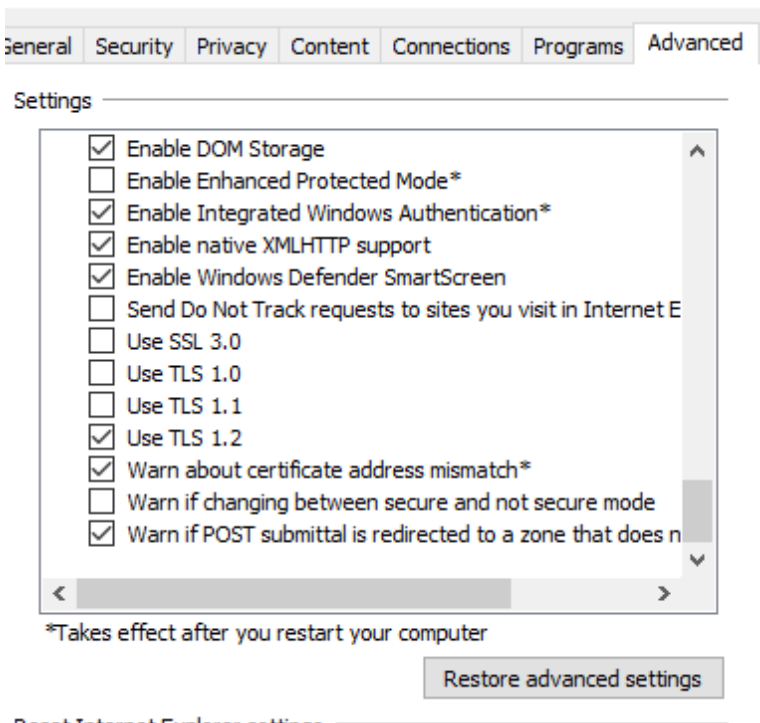 General Security Privacy Content Connections Programs Advanced
Settings
Enable DOM Storage
Enable Enhanced Protected Mode*
Enable Integrated Windows Authentication*
Enable native XMLHTTP support
Enable Windows Defender SmartScreen
Send Do Not Track requests to sites you visit in Internet E
Use SSL 3.0
Use TLS 1.0
Use TLS 1.1
Use TLS 1.2
Warn about certificate address mismatch*
Warn if changing between secure and not secure mode
Warn if POST submittal is redirected to a zone that does n
*Takes effect after you restart your computer
Restore advanced settings
Reset Internet Explorer settings